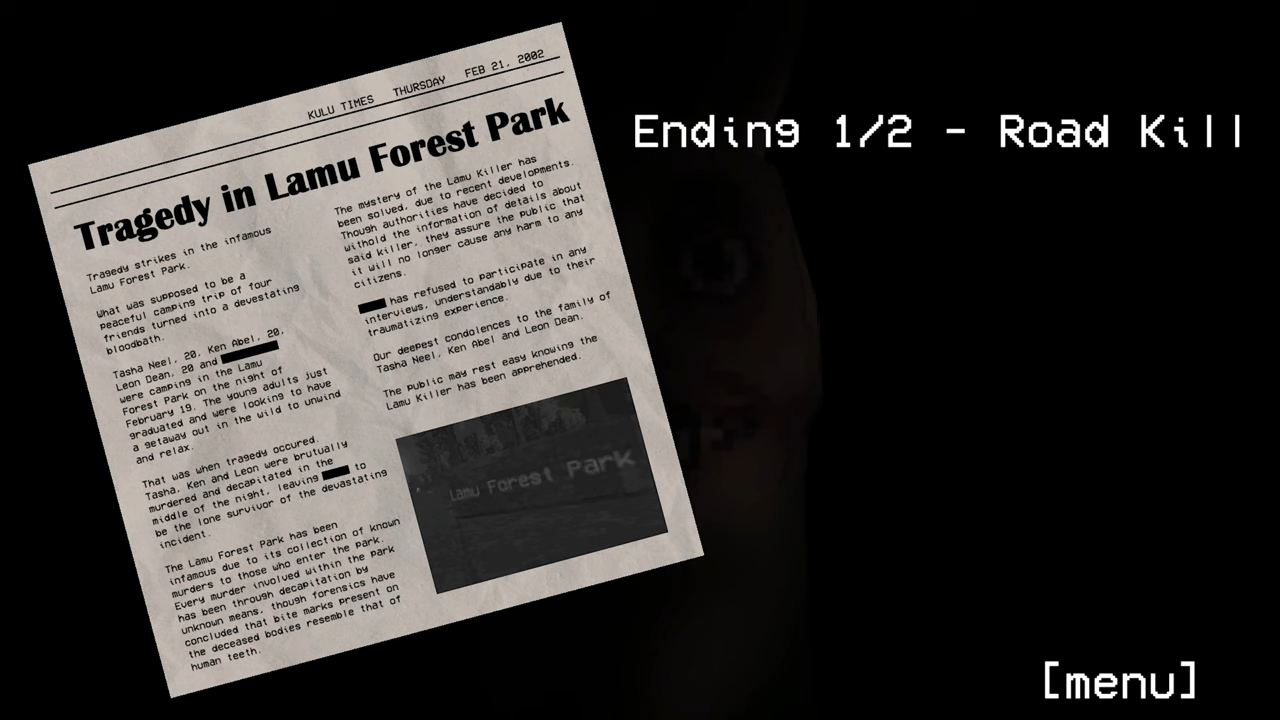 KULU TIMES THURSDAY FEB 21, 2002
Tragedy in Lamu Forest Park
Tragedy strikes in the infamous
Lamu Forest Park.
What was supposed to be a
peaceful camping trip of four
friends turned into a devastating
bloodbath.
Tasha Neel, 20, Ken Abel, 20,
Leon Dean, 20 and
were camping in the Lamu
Forest Park on the night of
February 19. The young adults just
graduated and were looking to have
a getaway out in the wild to unwind
and relax.
That was when tragedy occured.
Tasha, Ken and Leon were brutually
murdered and decapitated in the
middle of the night, leaving to
be the lone survivor of the devastating
incident.
The Lamu Forest Park has been
infamous due to its collection of known
murders to those who enter the park.
Every murder involved within the park
has been through decapitation by
unknown means, though forensics have
concluded that bite marks present on
the deceased bodies resemble that of
human teeth.
The mystery of the Lamu Killer has
been solved, due to recent developments.
Though authorities have decided to
withold the information of details about
said killer, they assure the public that
it will no longer cause any harm to any
citizens.
has refused to participate in any
interviews, understandably due to their
traumatizing experience.
Our deepest condolences to the family of
Tasha Neel, Ken Abel and Leon Dean.
The public may rest easy knowing the
Lamu Killer has been apprehended.
Lamu Forest Park
Ending 1/2 - Road Kill
[menu]